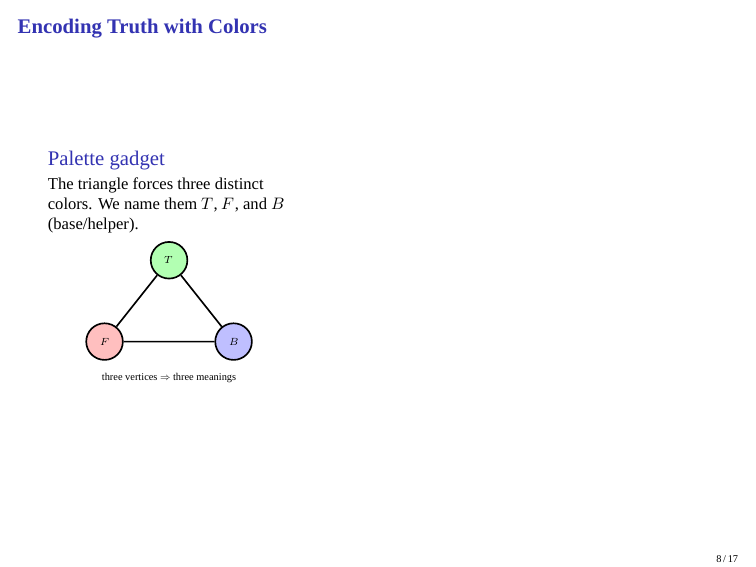 Encoding Truth with Colors
Palette gadget
The triangle forces three distinct
colors. We name them T, F, and B
(base/helper).
T
F
B
three vertices ⇒ three meanings
8 / 17